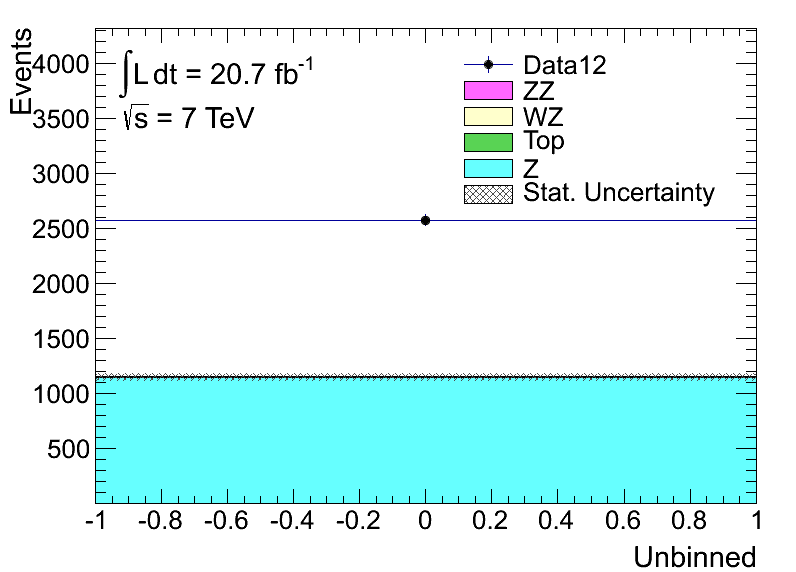 Events
4000
3500
3000
2500
2000
1500
1000
500
∫L dt = 20.7 fb⁻¹
√s = 7 TeV
Data12
ZZ
WZ
Top
Z
Stat. Uncertainty
-1 -0.8 -0.6 -0.4 -0.2 0 0.2 0.4 0.6 0.8 1
Unbinned